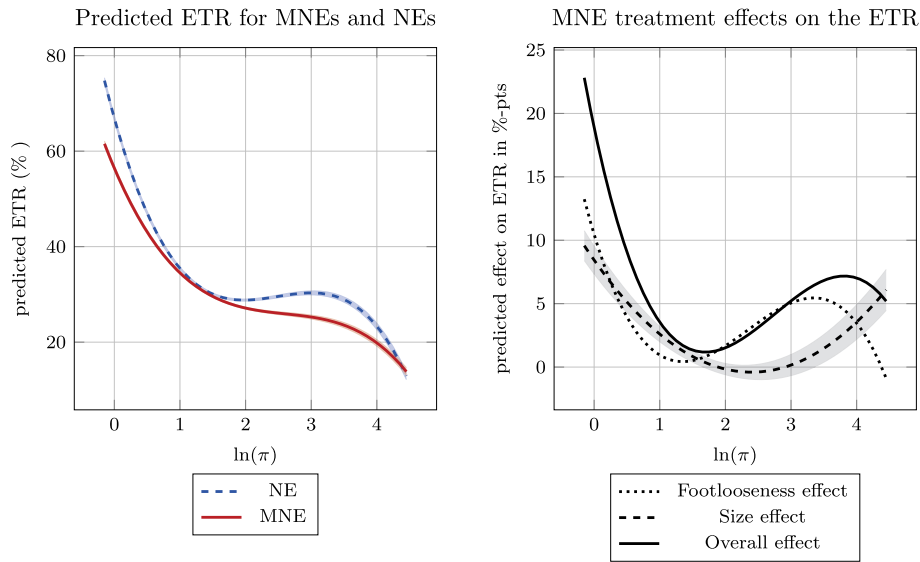 Predicted ETR for MNEs and NEs
predicted ETR (% )
80
60
40
20
0 1 2 3 4
ln(π)
NE
MNE
MNE treatment effects on the ETR
predicted effect on ETR in %-pts
25
20
15
10
5
0
0 1 2 3 4
ln(π)
Footlooseness effect
Size effect
Overall effect